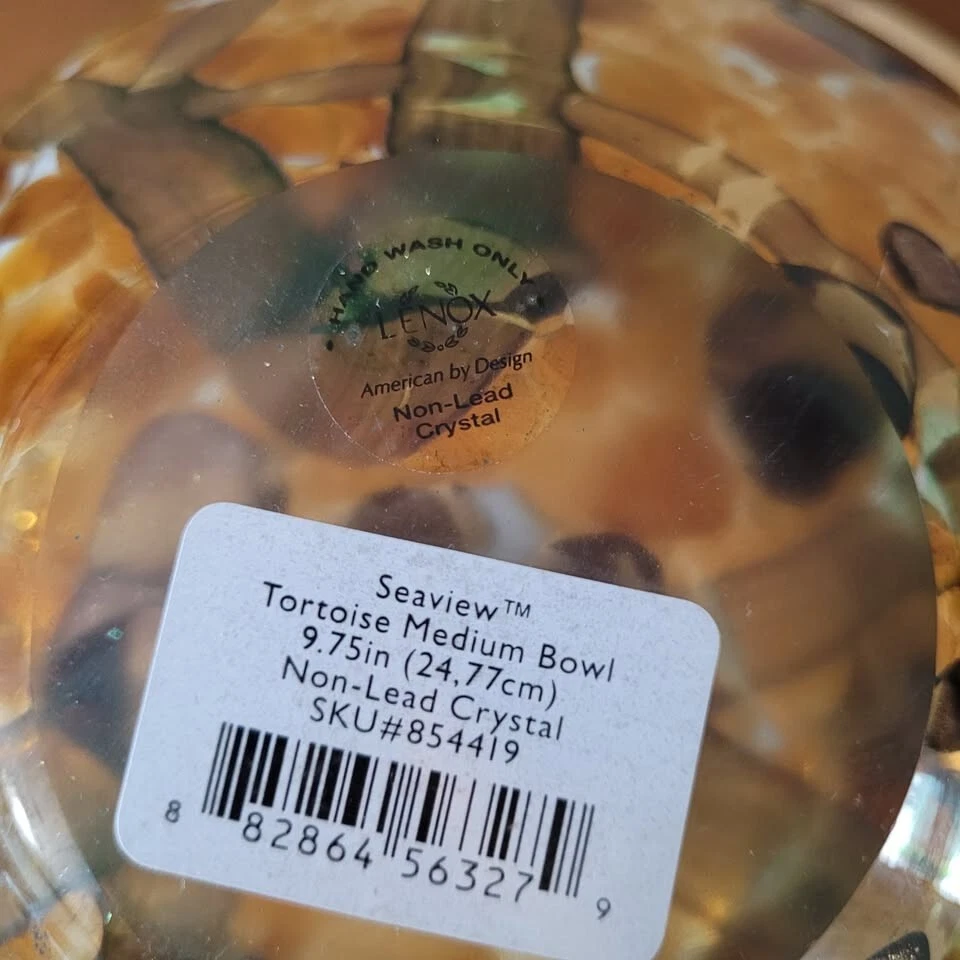 HAND WASH ONLY
LENOX
American by Design
Non-Lead
Crystal
Seaview™
Tortoise Medium Bowl
9.75in (24,77cm)
Non-Lead Crystal
SKU#854419
8 82864 56327 9